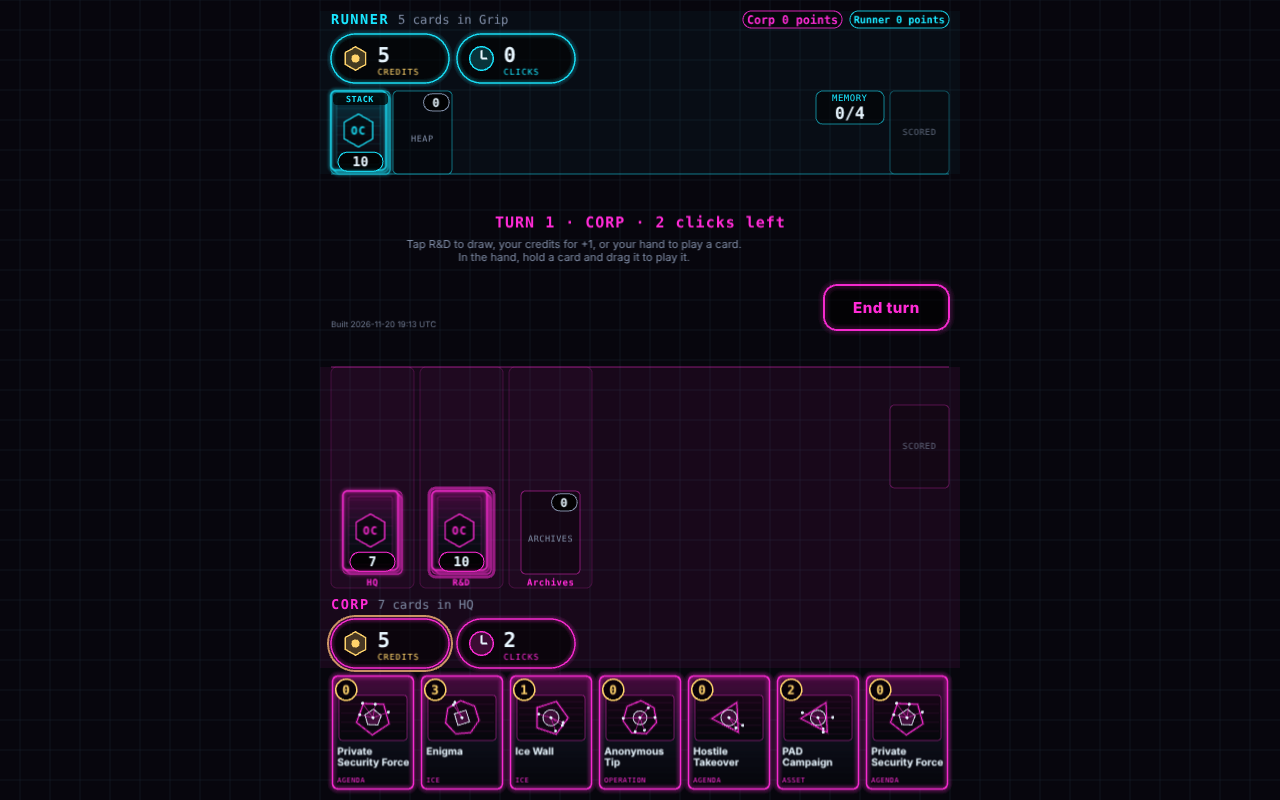 RUNNER 5 cards in Grip
Corp 0 points
Runner 0 points
5
CREDITS
0
CLICKS
STACK
OC
10
0
HEAP
MEMORY
0/4
SCORED
TURN 1 · CORP · 2 clicks left
Tap R&D to draw, your credits for +1, or your hand to play a card.
In the hand, hold a card and drag it to play it.
End turn
Built 2026-11-20 19:13 UTC
SCORED
OC
7
HQ
OC
10
R&D
0
ARCHIVES
Archives
CORP 7 cards in HQ
5
CREDITS
2
CLICKS
0
Private
Security Force
AGENDA
3
Enigma
ICE
1
Ice Wall
ICE
0
Anonymous
Tip
OPERATION
0
Hostile
Takeover
AGENDA
2
PAD
Campaign
ASSET
0
Private
Security Force
AGENDA